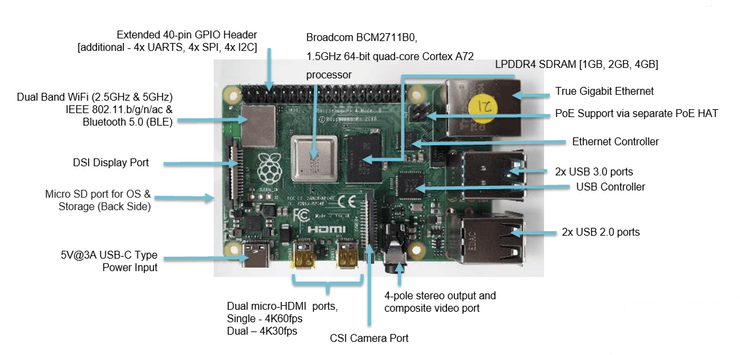 Extended 40-pin GPIO Header
[additional - 4x UARTS, 4x SPI, 4x I2C]
Broadcom BCM2711B0,
1.5GHz 64-bit quad-core Cortex A72
processor
LPDDR4 SDRAM [1GB, 2GB, 4GB]
True Gigabit Ethernet
Dual Band WiFi (2.5GHz & 5GHz)
IEEE 802.11.b/g/n/ac &
Bluetooth 5.0 (BLE)
PoE Support via separate PoE HAT
Ethernet Controller
DSI Display Port
2x USB 3.0 ports
USB Controller
Micro SD port for OS &
Storage (Back Side)
FC CE
HDMI
2x USB 2.0 ports
5V@3A USB-C Type
Power Input
Dual micro-HDMI ports,
Single - 4K60fps
Dual – 4K30fps
4-pole stereo output and
composite video port
CSI Camera Port